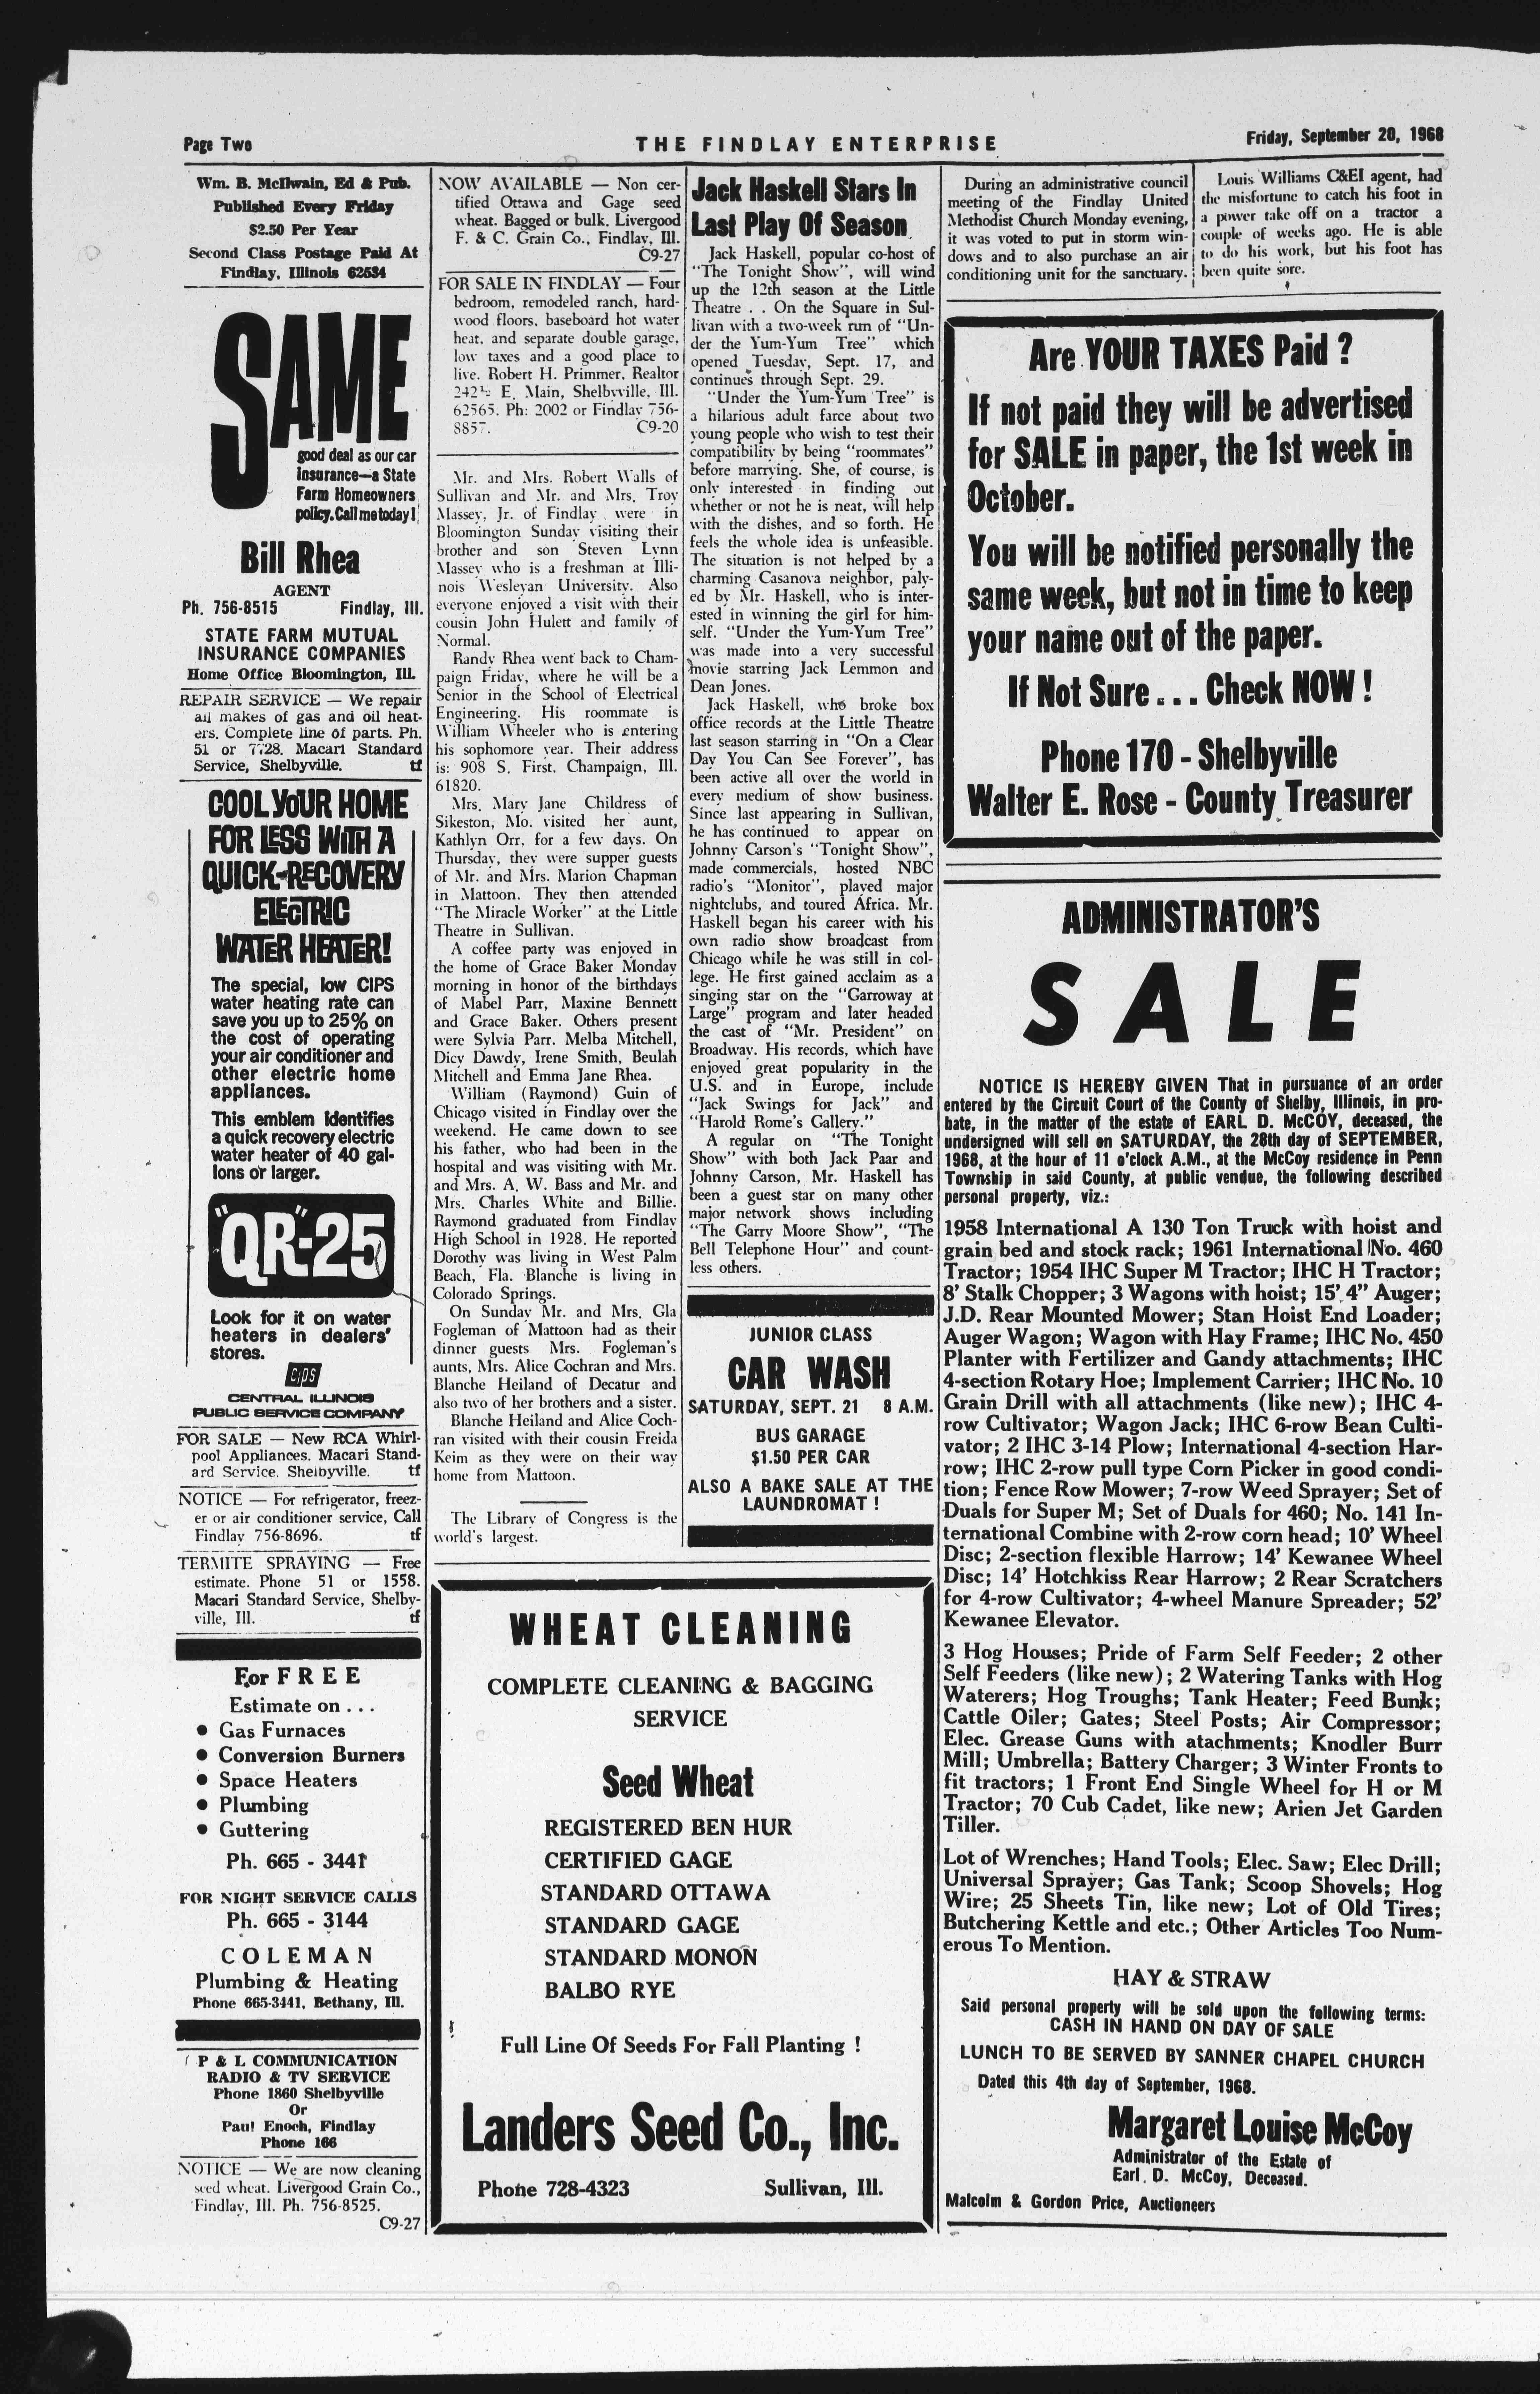 Page Two
THE FINDLAY ENTERPRISE
Friday, September 20, 1968
Wm. B. McIlwain, Ed & Pub.
Published Every Friday
$2.50 Per Year
Second Class Postage Paid At
Findlay, Illinois 62534
SAME
good deal as our car
insurance—a State
Farm Homeowners
policy. Call me today!
Bill Rhea
AGENT
Ph. 756-8515 Findlay, Ill.
STATE FARM MUTUAL
INSURANCE COMPANIES
Home Office Bloomington, Ill.
REPAIR SERVICE — We repair
all makes of gas and oil heat-
ers. Complete line of parts. Ph.
51 or 7728. Macari Standard
Service, Shelbyville. tf
COOL YOUR HOME
FOR LESS WITH A
QUICK-RECOVERY
ELECTRIC
WATER HEATER!
The special, low CIPS
water heating rate can
save you up to 25% on
the cost of operating
your air conditioner and
other electric home
appliances.
This emblem identifies
a quick recovery electric
water heater of 40 gal-
lons or larger.
"QR"-25
Look for it on water
heaters in dealers'
stores.
CIPS
CENTRAL ILLINOIS
PUBLIC SERVICE COMPANY
FOR SALE — New RCA Whirl-
pool Appliances. Macari Stand-
ard Service. Shelbyville. tf
NOTICE — For refrigerator, freez-
er or air conditioner service, Call
Findlay 756-8696. tf
TERMITE SPRAYING — Free
estimate. Phone 51 or 1558.
Macari Standard Service, Shelby-
ville, Ill. tf
For FREE
Estimate on . . .
● Gas Furnaces
● Conversion Burners
● Space Heaters
● Plumbing
● Guttering
Ph. 665 - 3441
FOR NIGHT SERVICE CALLS
Ph. 665 - 3144
COLEMAN
Plumbing & Heating
Phone 665-3441, Bethany, Ill.
P & L COMMUNICATION
RADIO & TV SERVICE
Phone 1860 Shelbyville
Or
Paul Enoch, Findlay
Phone 166
NOTICE — We are now cleaning
seed wheat. Livergood Grain Co.,
Findlay, Ill. Ph. 756-8525.
C9-27
NOW AVAILABLE — Non cer-
tified Ottawa and Gage seed
wheat. Bagged or bulk. Livergood
F. & C. Grain Co., Findlay, Ill.
C9-27
FOR SALE IN FINDLAY — Four
bedroom, remodeled ranch, hard-
wood floors, baseboard hot water
heat, and separate double garage,
low taxes and a good place to
live. Robert H. Primmer, Realtor
242½ E. Main, Shelbyville, Ill.
62565. Ph: 2002 or Findlay 756-
8857. C9-20
Mr. and Mrs. Robert Walls of
Sullivan and Mr. and Mrs. Troy
Massey, Jr. of Findlay were in
Bloomington Sunday visiting their
brother and son Steven Lynn
Massey who is a freshman at Illi-
nois Wesleyan University. Also
everyone enjoyed a visit with their
cousin John Hulett and family of
Normal.
Randy Rhea went back to Cham-
paign Friday, where he will be a
Senior in the School of Electrical
Engineering. His roommate is
William Wheeler who is entering
his sophomore year. Their address
is: 908 S. First. Champaign, Ill.
61820.
Mrs. Mary Jane Childress of
Sikeston, Mo. visited her aunt,
Kathlyn Orr, for a few days. On
Thursday, they were supper guests
of Mr. and Mrs. Marion Chapman
in Mattoon. They then attended
"The Miracle Worker" at the Little
Theatre in Sullivan.
A coffee party was enjoyed in
the home of Grace Baker Monday
morning in honor of the birthdays
of Mabel Parr, Maxine Bennett
and Grace Baker. Others present
were Sylvia Parr. Melba Mitchell,
Dicy Dawdy, Irene Smith, Beulah
Mitchell and Emma Jane Rhea.
William (Raymond) Guin of
Chicago visited in Findlay over the
weekend. He came down to see
his father, who had been in the
hospital and was visiting with Mr.
and Mrs. A. W. Bass and Mr. and
Mrs. Charles White and Billie.
Raymond graduated from Findlay
High School in 1928. He reported
Dorothy was living in West Palm
Beach, Fla. Blanche is living in
Colorado Springs.
On Sunday Mr. and Mrs. Gla
Fogleman of Mattoon had as their
dinner guests Mrs. Fogleman's
aunts, Mrs. Alice Cochran and Mrs.
Blanche Heiland of Decatur and
also two of her brothers and a sister.
Blanche Heiland and Alice Coch-
ran visited with their cousin Freida
Keim as they were on their way
home from Mattoon.
The Library of Congress is the
world's largest.
Jack Haskell Stars In
Last Play Of Season
Jack Haskell, popular co-host of
"The Tonight Show", will wind
up the 12th season at the Little
Theatre . . On the Square in Sul-
livan with a two-week run of "Un-
der the Yum-Yum Tree" which
opened Tuesday, Sept. 17, and
continues through Sept. 29.
"Under the Yum-Yum Tree" is
a hilarious adult farce about two
young people who wish to test their
compatibility by being "roommates"
before marrying. She, of course, is
only interested in finding out
whether or not he is neat, will help
with the dishes, and so forth. He
feels the whole idea is unfeasible.
The situation is not helped by a
charming Casanova neighbor, paly-
ed by Mr. Haskell, who is inter-
ested in winning the girl for him-
self. "Under the Yum-Yum Tree"
was made into a very successful
movie starring Jack Lemmon and
Dean Jones.
Jack Haskell, who broke box
office records at the Little Theatre
last season starring in "On a Clear
Day You Can See Forever", has
been active all over the world in
every medium of show business.
Since last appearing in Sullivan,
he has continued to appear on
Johnny Carson's "Tonight Show",
made commercials, hosted NBC
radio's "Monitor", played major
nightclubs, and toured Africa. Mr.
Haskell began his career with his
own radio show broadcast from
Chicago while he was still in col-
lege. He first gained acclaim as a
singing star on the "Garroway at
Large" program and later headed
the cast of "Mr. President" on
Broadway. His records, which have
enjoyed great popularity in the
U.S. and in Europe, include
"Jack Swings for Jack" and
"Harold Rome's Gallery."
A regular on "The Tonight
Show" with both Jack Paar and
Johnny Carson, Mr. Haskell has
been a guest star on many other
major network shows including
"The Garry Moore Show", "The
Bell Telephone Hour" and count-
less others.
JUNIOR CLASS
CAR WASH
SATURDAY, SEPT. 21 8 A.M.
BUS GARAGE
$1.50 PER CAR
ALSO A BAKE SALE AT THE
LAUNDROMAT !
WHEAT CLEANING
COMPLETE CLEANING & BAGGING
SERVICE
Seed Wheat
REGISTERED BEN HUR
CERTIFIED GAGE
STANDARD OTTAWA
STANDARD GAGE
STANDARD MONON
BALBO RYE
Full Line Of Seeds For Fall Planting !
Landers Seed Co., Inc.
Phone 728-4323 Sullivan, Ill.
During an administrative council
meeting of the Findlay United
Methodist Church Monday evening,
it was voted to put in storm win-
dows and to also purchase an air
conditioning unit for the sanctuary.
Louis Williams C&EI agent, had
the misfortune to catch his foot in
a power take off on a tractor a
couple of weeks ago. He is able
to do his work, but his foot has
been quite sore.
Are YOUR TAXES Paid ?
If not paid they will be advertised
for SALE in paper, the 1st week in
October.
You will be notified personally the
same week, but not in time to keep
your name out of the paper.
If Not Sure . . . Check NOW !
Phone 170 - Shelbyville
Walter E. Rose - County Treasurer
ADMINISTRATOR'S
SALE
NOTICE IS HEREBY GIVEN That in pursuance of an order
entered by the Circuit Court of the County of Shelby, Illinois, in pro-
bate, in the matter of the estate of EARL D. McCOY, deceased, the
undersigned will sell on SATURDAY, the 28th day of SEPTEMBER,
1968, at the hour of 11 o'clock A.M., at the McCoy residence in Penn
Township in said County, at public vendue, the following described
personal property, viz.:
1958 International A 130 Ton Truck with hoist and
grain bed and stock rack; 1961 International No. 460
Tractor; 1954 IHC Super M Tractor; IHC H Tractor;
8' Stalk Chopper; 3 Wagons with hoist; 15' 4" Auger;
J.D. Rear Mounted Mower; Stan Hoist End Loader;
Auger Wagon; Wagon with Hay Frame; IHC No. 450
Planter with Fertilizer and Gandy attachments; IHC
4-section Rotary Hoe; Implement Carrier; IHC No. 10
Grain Drill with all attachments (like new); IHC 4-
row Cultivator; Wagon Jack; IHC 6-row Bean Culti-
vator; 2 IHC 3-14 Plow; International 4-section Har-
row; IHC 2-row pull type Corn Picker in good condi-
tion; Fence Row Mower; 7-row Weed Sprayer; Set of
Duals for Super M; Set of Duals for 460; No. 141 In-
ternational Combine with 2-row corn head; 10' Wheel
Disc; 2-section flexible Harrow; 14' Kewanee Wheel
Disc; 14' Hotchkiss Rear Harrow; 2 Rear Scratchers
for 4-row Cultivator; 4-wheel Manure Spreader; 52'
Kewanee Elevator.
3 Hog Houses; Pride of Farm Self Feeder; 2 other
Self Feeders (like new); 2 Watering Tanks with Hog
Waterers; Hog Troughs; Tank Heater; Feed Bunk;
Cattle Oiler; Gates; Steel Posts; Air Compressor;
Elec. Grease Guns with atachments; Knodler Burr
Mill; Umbrella; Battery Charger; 3 Winter Fronts to
fit tractors; 1 Front End Single Wheel for H or M
Tractor; 70 Cub Cadet, like new; Arien Jet Garden
Tiller.
Lot of Wrenches; Hand Tools; Elec. Saw; Elec Drill;
Universal Sprayer; Gas Tank; Scoop Shovels; Hog
Wire; 25 Sheets Tin, like new; Lot of Old Tires;
Butchering Kettle and etc.; Other Articles Too Num-
erous To Mention.
HAY & STRAW
Said personal property will be sold upon the following terms:
CASH IN HAND ON DAY OF SALE
LUNCH TO BE SERVED BY SANNER CHAPEL CHURCH
Dated this 4th day of September, 1968.
Margaret Louise McCoy
Administrator of the Estate of
Earl D. McCoy, Deceased.
Malcolm & Gordon Price, Auctioneers